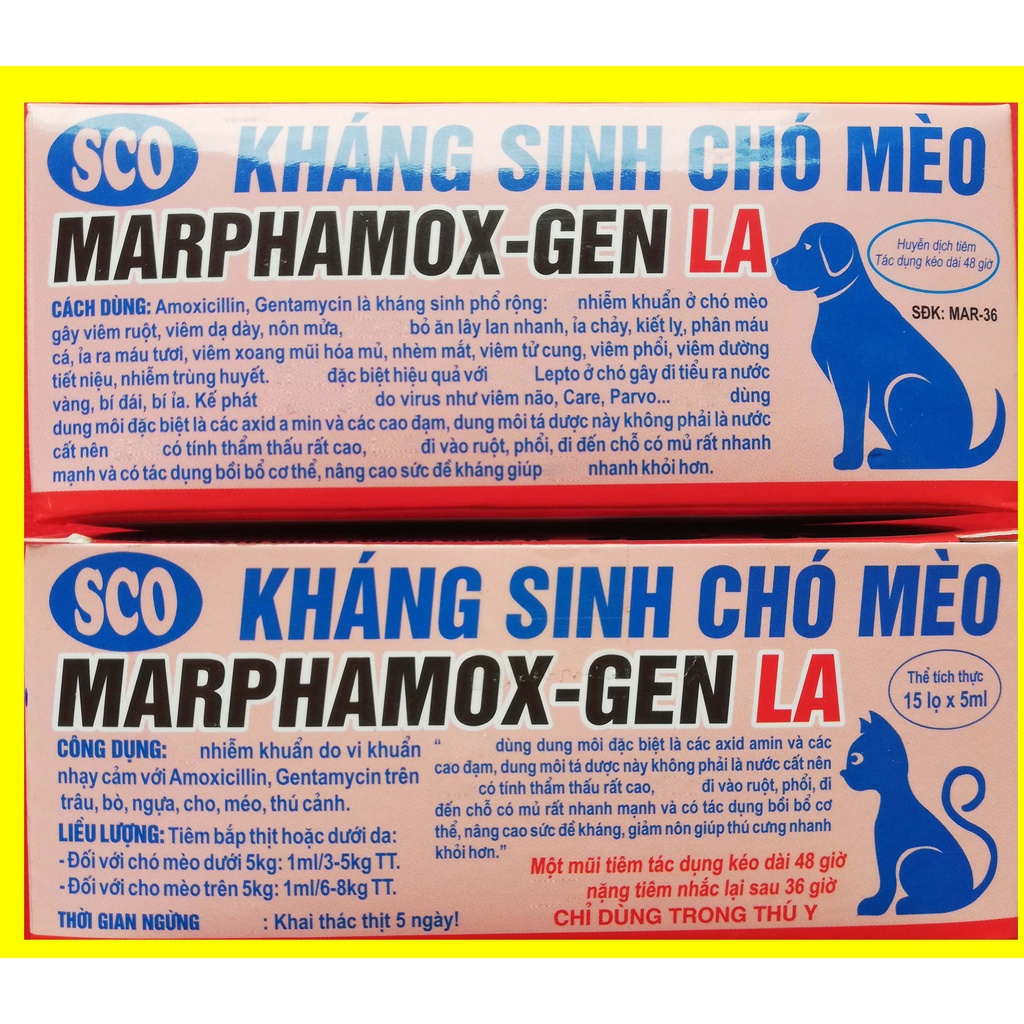 SCO KHÁNG SINH CHÓ MÈO
MARPHAMOX-GEN LA
Huyễn dịch tiêm
Tác dụng kéo dài 48 giờ
SĐK: MAR-36
CÁCH DÙNG: Amoxicillin, Gentamycin là kháng sinh phổ rộng: nhiễm khuẩn ở chó mèo
gây viêm ruột, viêm dạ dày, nôn mửa, bỏ ăn lây lan nhanh, ỉa chảy, kiết lỵ, phân máu
cá, ỉa ra máu tươi, viêm xoang mũi hóa mủ, nhèm mắt, viêm tử cung, viêm phổi, viêm đường
tiết niệu, nhiễm trùng huyết. đặc biệt hiệu quả với Lepto ở chó gây đi tiểu ra nước
vàng, bí đái, bí ỉa. Kế phát do virus như viêm não, Care, Parvo... dùng
dung môi đặc biệt là các axid a min và các cao đạm, dung môi tá dược này không phải là nước
cất nên có tính thẩm thấu rất cao, đi vào ruột, phổi, đi đến chỗ có mủ rất nhanh
mạnh và có tác dụng bồi bổ cơ thể, nâng cao sức đề kháng giúp nhanh khỏi hơn.
SCO KHÁNG SINH CHÓ MÈO
MARPHAMOX-GEN LA
Thể tích thực
15 lọ x 5ml
CÔNG DỤNG: nhiễm khuẩn do vi khuẩn
nhạy cảm với Amoxicillin, Gentamycin trên
trâu, bò, ngựa, cho, méo, thú cảnh.
LIỀU LƯỢNG: Tiêm bắp thịt hoặc dưới da:
- Đối với chó mèo dưới 5kg: 1ml/3-5kg TT.
- Đối với cho mèo trên 5kg: 1ml/6-8kg TT.
THỜI GIAN NGỪNG : Khai thác thịt 5 ngày!
“ dùng dung môi đặc biệt là các axid amin và các
cao đạm, dung môi tá dược này không phải là nước cất nên
có tính thẩm thấu rất cao, đi vào ruột, phổi, đi
đến chỗ có mủ rất nhanh mạnh và có tác dụng bồi bổ cơ
thể, nâng cao sức đề kháng, giảm nôn giúp thú cưng nhanh
khỏi hơn.”
Một mũi tiêm tác dụng kéo dài 48 giờ
nặng tiêm nhắc lại sau 36 giờ
CHỈ DÙNG TRONG THÚ Y